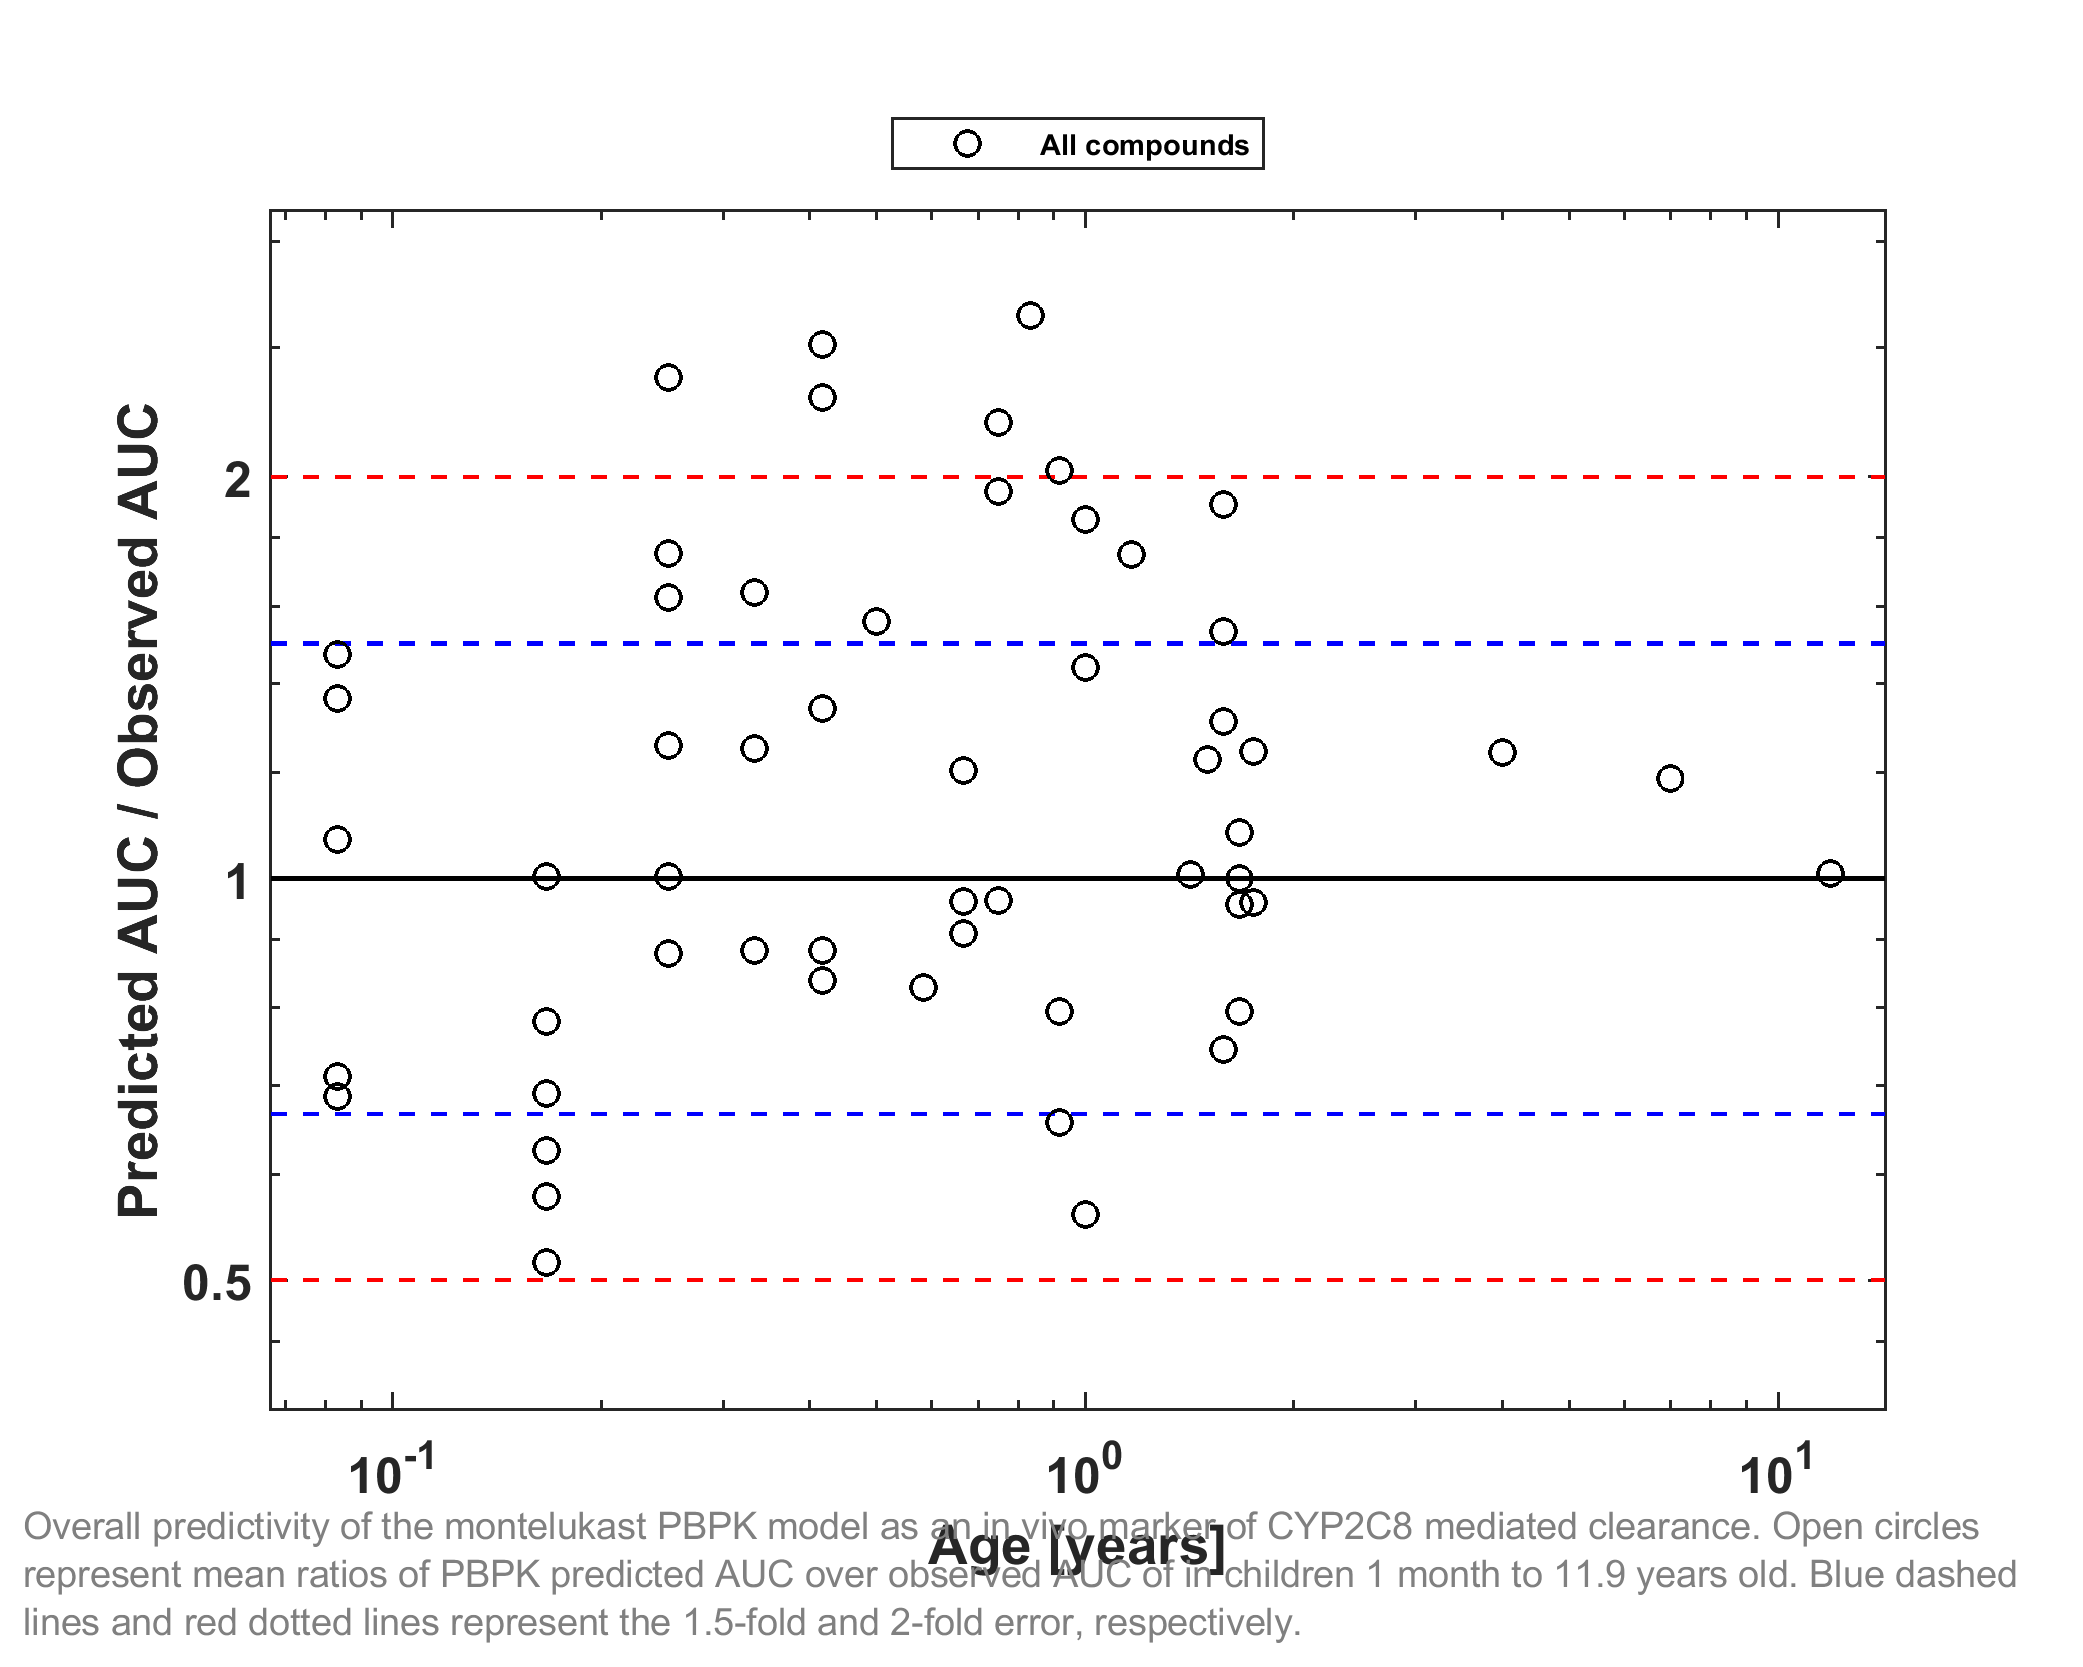 All compounds
Predicted AUC / Observed AUC
2
1
0.5
10-1
100
101
Age [years]
Overall predictivity of the montelukast PBPK model as an in vivo marker of CYP2C8 mediated clearance. Open circles
represent mean ratios of PBPK predicted AUC over observed AUC of in children 1 month to 11.9 years old. Blue dashed
lines and red dotted lines represent the 1.5-fold and 2-fold error, respectively.